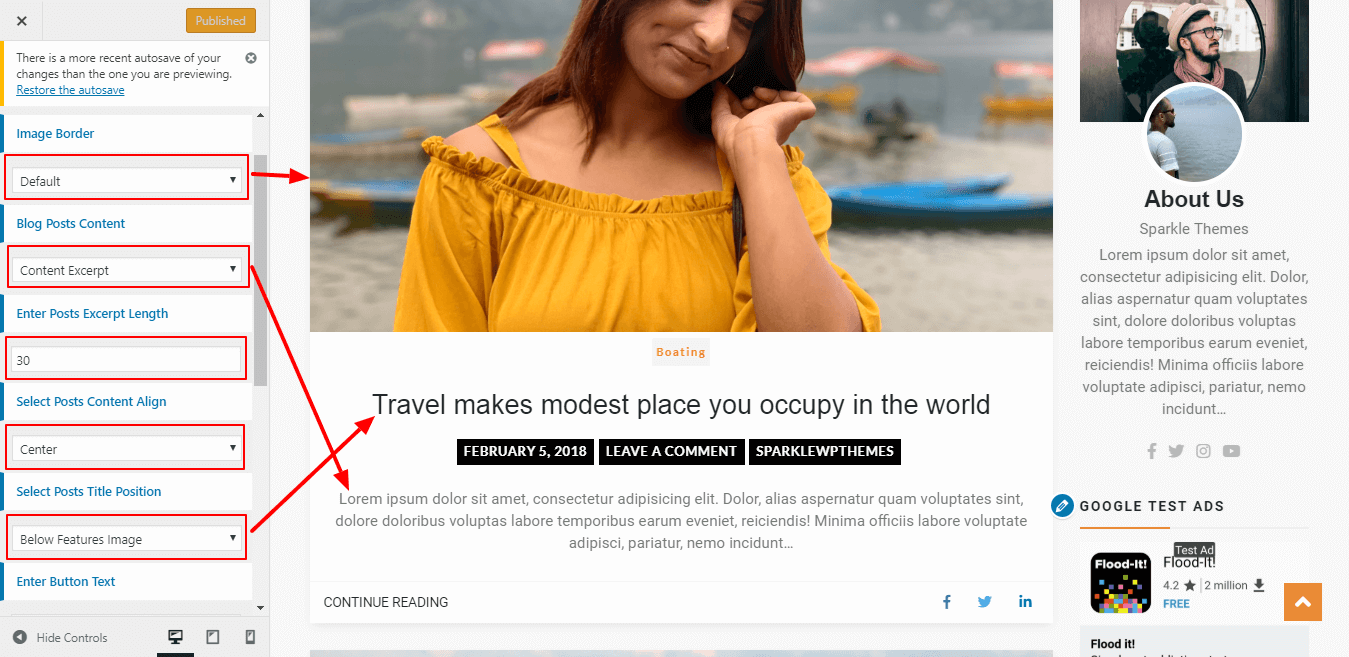 Published
There is a more recent autosave of your
changes than the one you are previewing.
Restore the autosave
Image Border
Default
Blog Posts Content
Content Excerpt
Enter Posts Excerpt Length
30
Select Posts Content Align
Center
Select Posts Title Position
Below Features Image
Enter Button Text
Hide Controls
Boating
Travel makes modest place you occupy in the world
FEBRUARY 5, 2018 LEAVE A COMMENT SPARKLEWPTHEMES
Lorem ipsum dolor sit amet, consectetur adipisicing elit. Dolor, alias aspernatur quam voluptates sint,
dolore doloribus voluptas labore temporibus earum eveniet, reiciendis! Minima officiis labore voluptate
adipisci, pariatur, nemo incidunt...
CONTINUE READING
About Us
Sparkle Themes
Lorem ipsum dolor sit amet,
consectetur adipisicing elit. Dolor,
alias aspernatur quam voluptates
sint, dolore doloribus voluptas
labore temporibus earum eveniet,
reiciendis! Minima officiis labore
voluptate adipisci, pariatur, nemo
incidunt...
GOOGLE TEST ADS
Test Ad
Flood-It!
Flood-It!
4.2 2 million
FREE
Flood it!